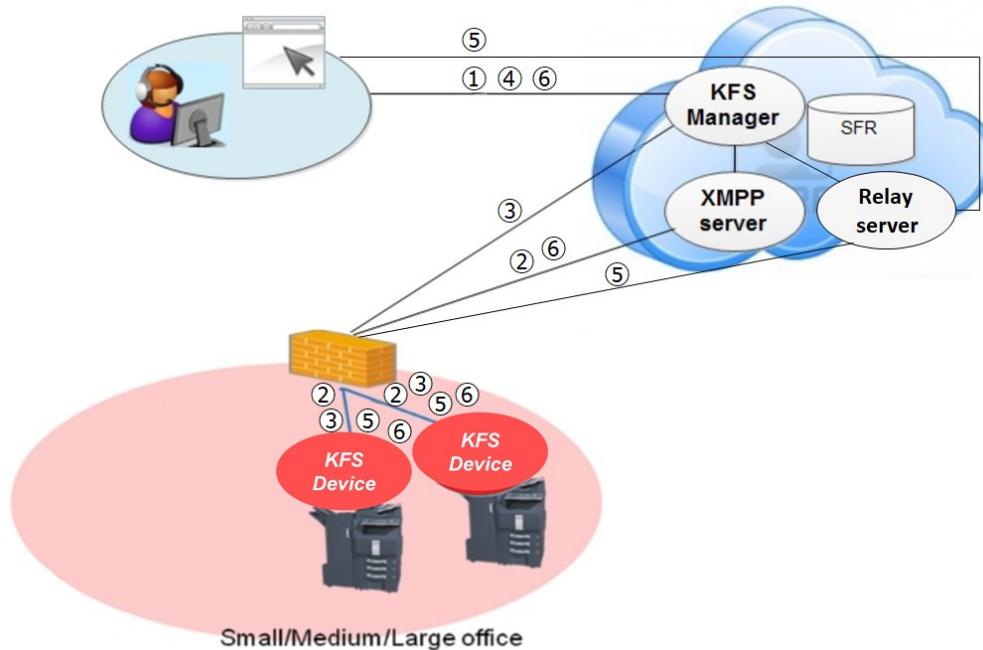 ⑤
① ④ ⑥
KFS
Manager
SFR
XMPP
server
Relay
server
③
② ⑥
⑤
②
② ③
⑤ ⑥
③ ⑤
⑥
KFS
Device
KFS
Device
Small/Medium/Large office